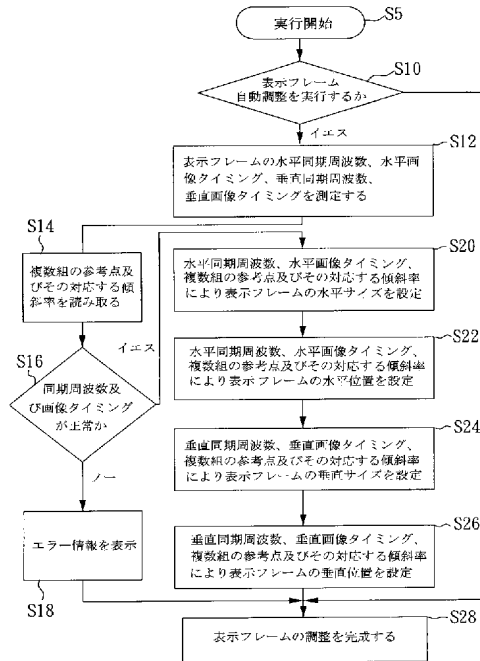 S5
実行開始
S10
表示フレーム
自動調整を実行するか
イエス
S12
表示フレームの水平同期周波数、水平画
像タイミング、垂直同期周波数、
垂直画像タイミングを測定する
S14
複数組の参考点及
びその対応する傾
斜率を読み取る
S16
同期周波数及
び画像タイミング
が正常か
イエス
ノー
エラー情報を表示
S18
S20
水平同期周波数、水平画像タイミング、
複数組の参考点及びその対応する傾斜率
により表示フレームの水平サイズを設定
S22
水平同期周波数、水平画像タイミング、
複数組の参考点及びその対応する傾斜率
により表示フレームの水平位置を設定
S24
垂直同期周波数、垂直画像タイミング、
複数組の参考点及びその対応する傾斜率
により表示フレームの垂直サイズを設定
S26
垂直同期周波数、垂直画像タイミング、
複数組の参考点及びその対応する傾斜率
により表示フレームの垂直位置を設定
S28
表示フレームの調整を完成する